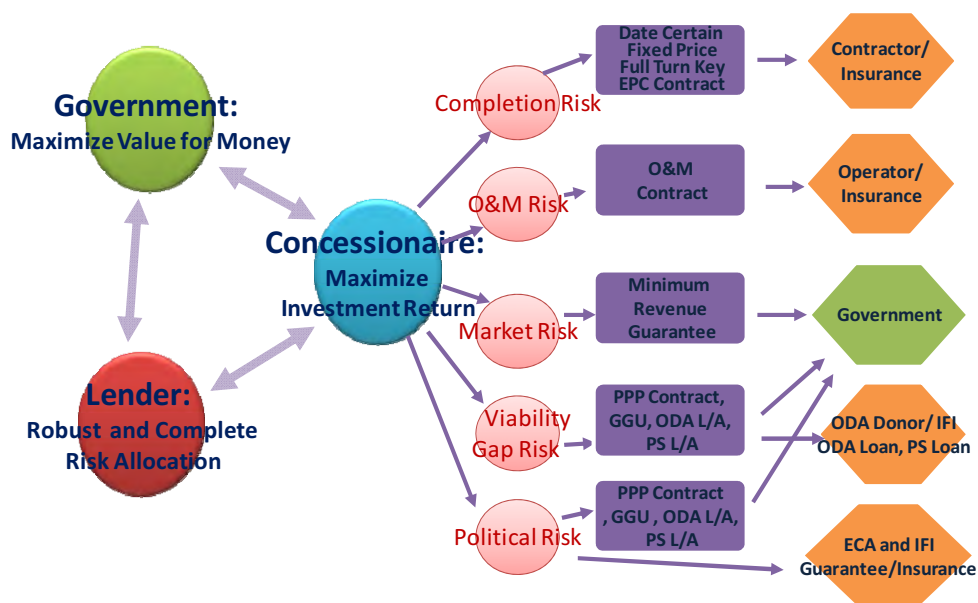 Government:
Maximize Value for Money
Lender:
Robust and Complete
Risk Allocation
Concessionaire:
Maximize
Investment Return
Completion Risk
Date Certain
Fixed Price
Full Turn Key
EPC Contract
Contractor/
Insurance
O&M Risk
O&M
Contract
Operator/
Insurance
Market Risk
Minimum
Revenue
Guarantee
Government
Viability
Gap Risk
PPP Contract,
GGU, ODA L/A,
PS L/A
ODA Donor/ IFI
ODA Loan, PS Loan
Political Risk
PPP Contract
, GGU , ODA L/A,
PS L/A
ECA and IFI
Guarantee/Insurance